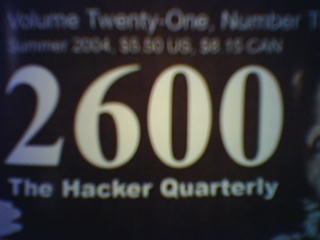 Volume Twenty-One, Number
Summer 2004, $5.50 US, $8.15 CAN
2600
The Hacker Quarterly